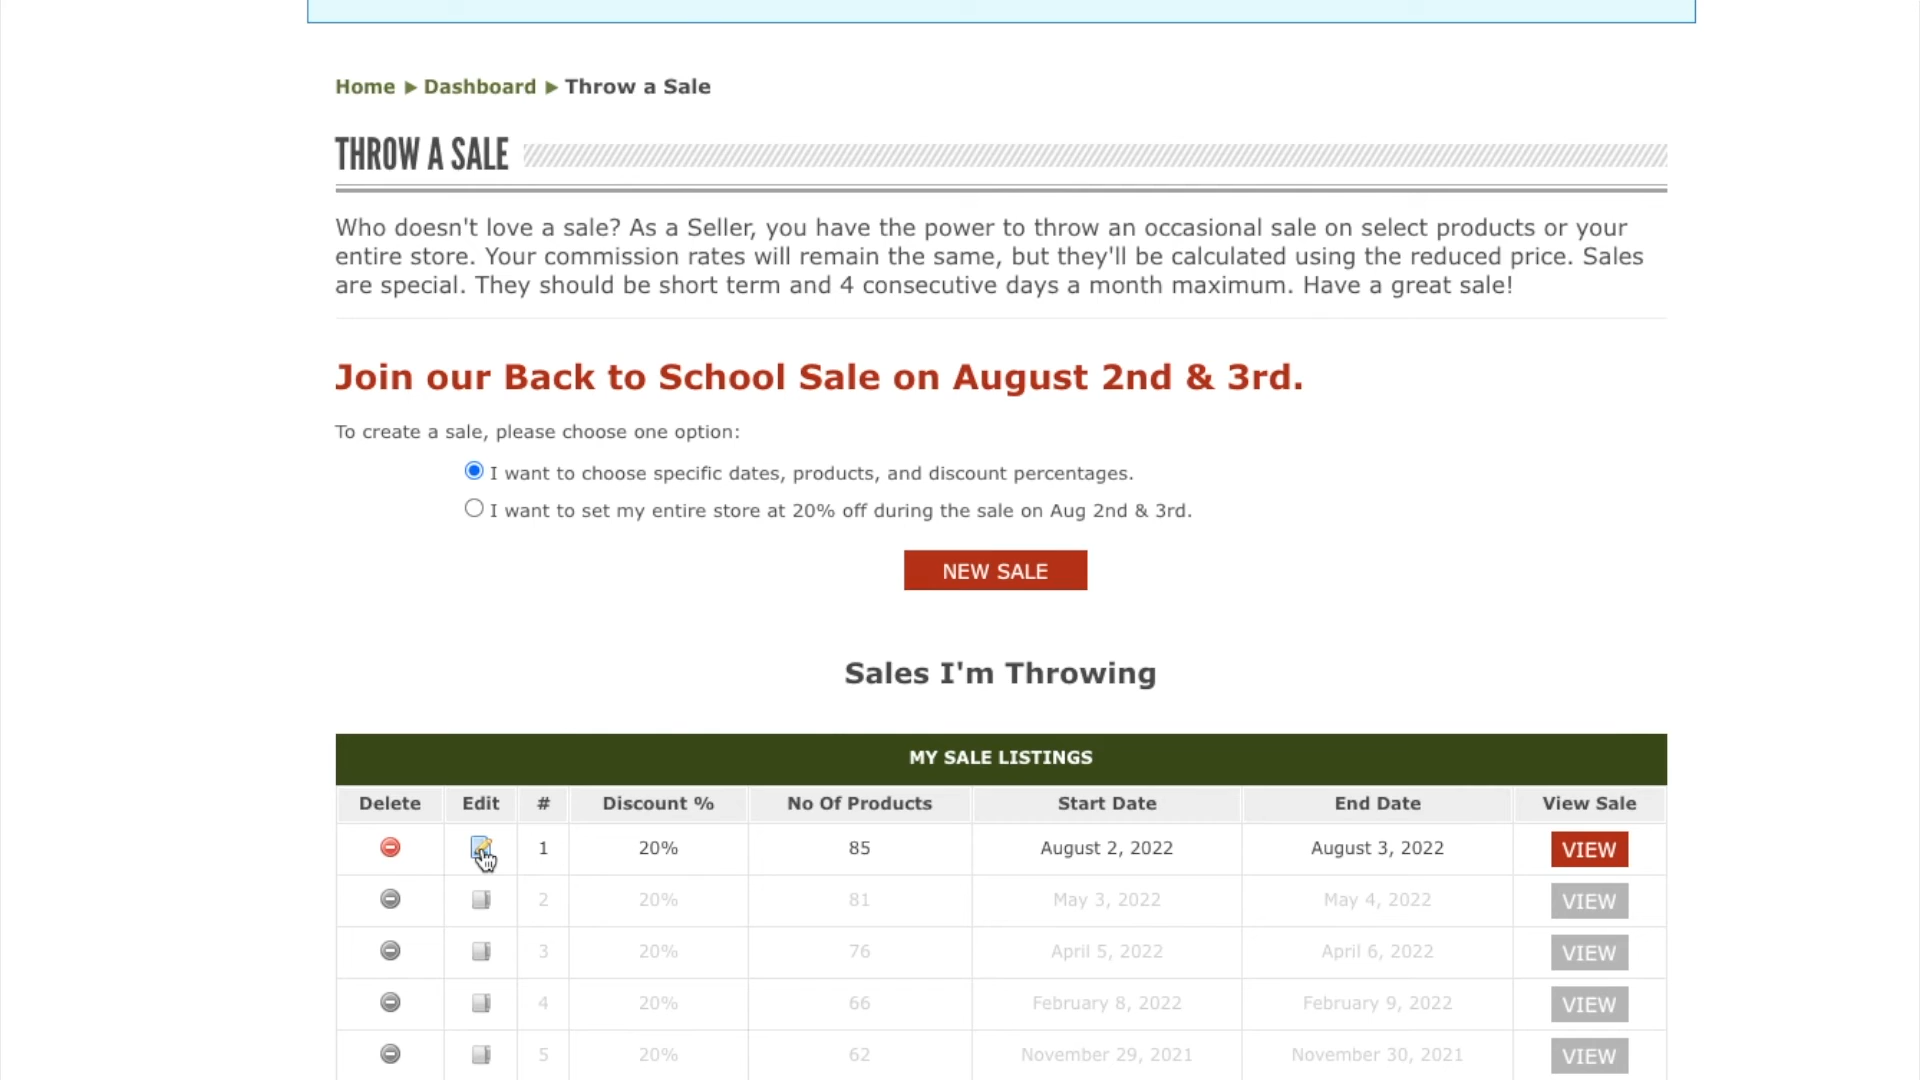 Home ▶ Dashboard ▶ Throw a Sale
THROW A SALE
Who doesn't love a sale? As a Seller, you have the power to throw an occasional sale on select products or your
entire store. Your commission rates will remain the same, but they'll be calculated using the reduced price. Sales
are special. They should be short term and 4 consecutive days a month maximum. Have a great sale!
Join our Back to School Sale on August 2nd & 3rd.
To create a sale, please choose one option:
I want to choose specific dates, products, and discount percentages.
I want to set my entire store at 20% off during the sale on Aug 2nd & 3rd.
NEW SALE
Sales I'm Throwing
MY SALE LISTINGS
Delete Edit # Discount % No Of Products Start Date End Date View Sale
1 20% 85 August 2, 2022 August 3, 2022 VIEW
2 20% 81 May 3, 2022 May 4, 2022 VIEW
3 20% 76 April 5, 2022 April 6, 2022 VIEW
4 20% 66 February 8, 2022 February 9, 2022 VIEW
5 20% 62 November 29, 2021 November 30, 2021 VIEW